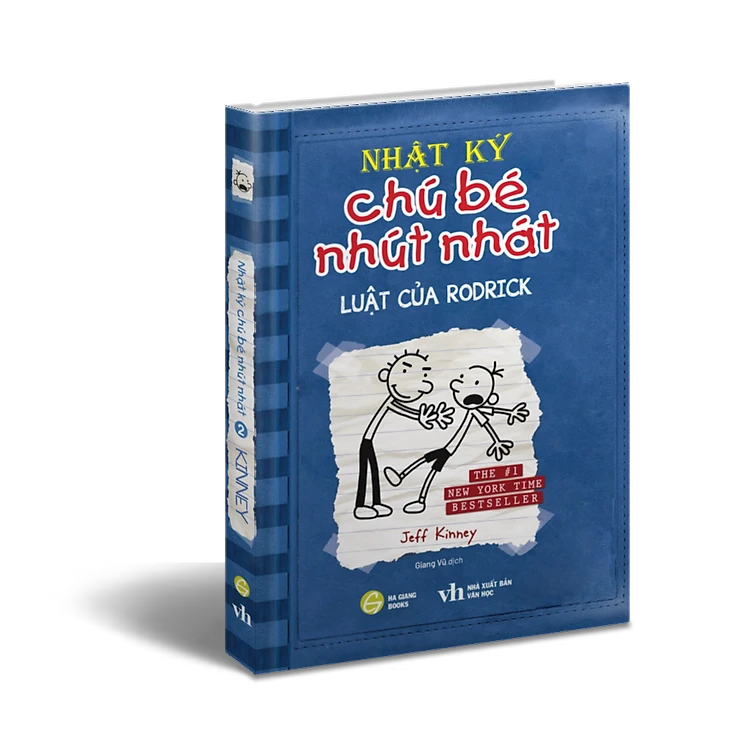 NHẬT KÝ
chú bé
nhút nhát
LUẬT CỦA RODRICK
THE #1
NEW YORK TIME
BESTSELLER
Jeff Kinney
Giang Vũ dịch
HA GIANG
BOOKS
vh
NHÀ XUẤT BẢN
VĂN HỌC
Nhật ký chú bé nhút nhát 2 KINNEY
vh